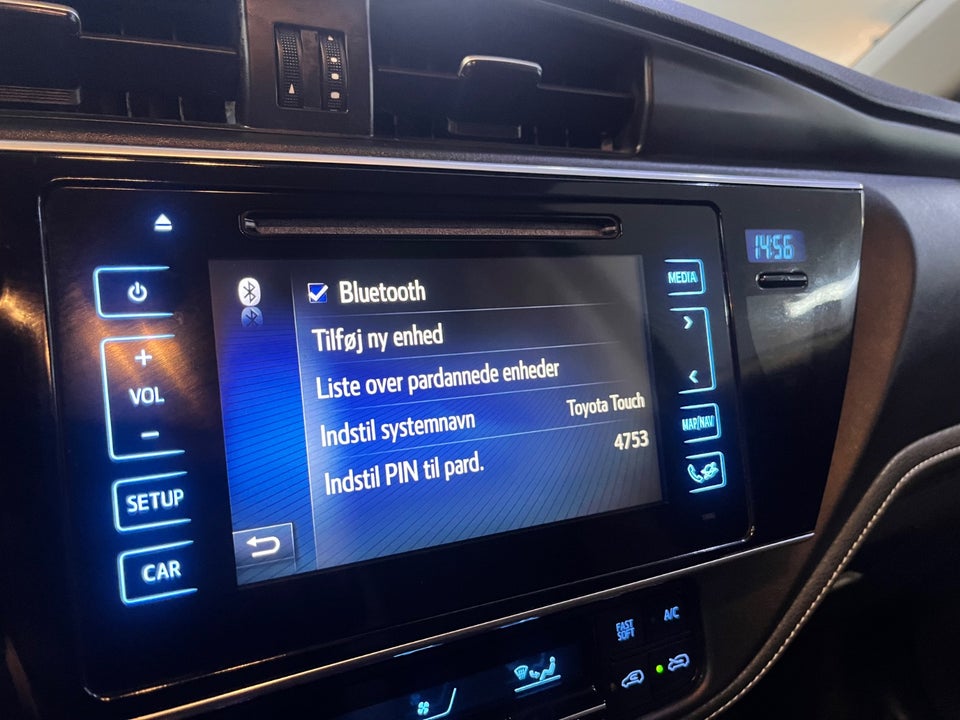 14:56
VOL
SETUP
CAR
Bluetooth
Tilføj ny enhed
Liste over pardannede enheder
Indstil systemnavn Toyota Touch
Indstil PIN til pard. 4753
MEDIA
MAP/NAV
FAST
SOFT
A/C